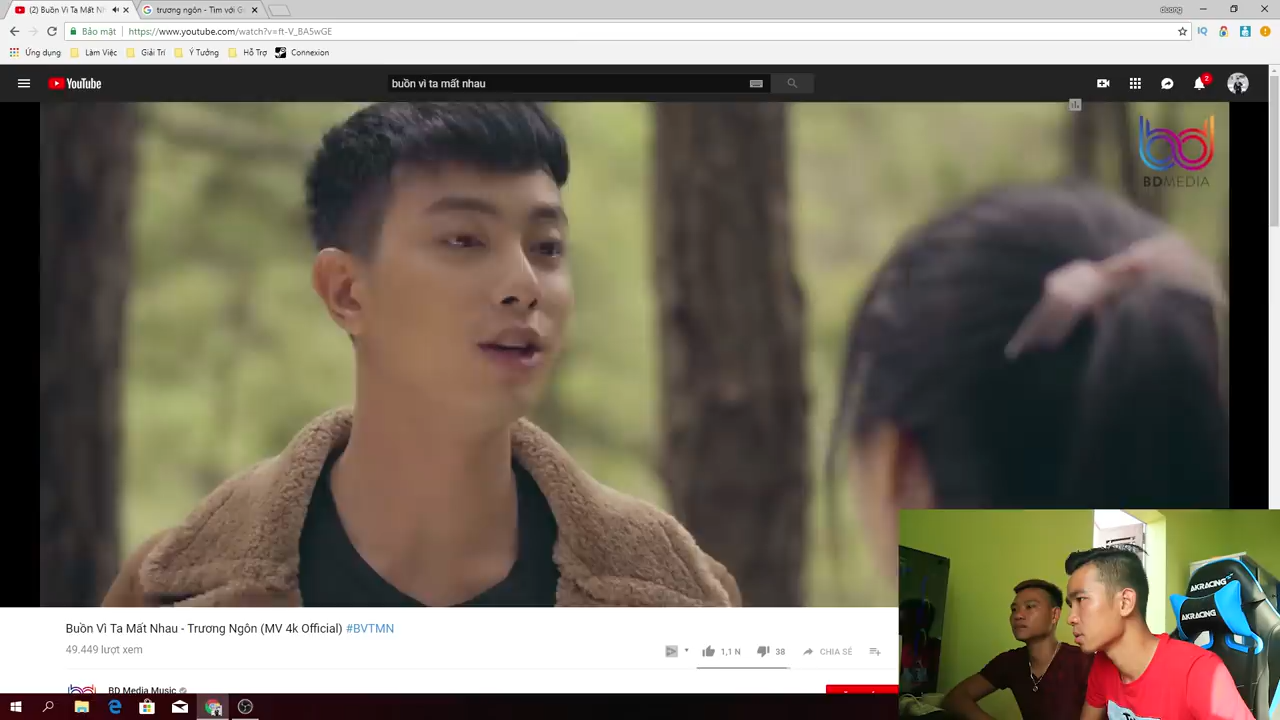 (2) Buồn Vì Ta Mất Nh
trương ngôn - Tìm với G
Bảo mật
https://www.youtube.com/watch?v=ft-V_BA5wGE
Ứng dụng
Làm Việc
Giải Trí
Ý Tưởng
Hỗ Trợ
Connexion
YouTube
buồn vì ta mất nhau
2
BDMEDIA
AKRACING
AKRACING
Buồn Vì Ta Mất Nhau - Trương Ngôn (MV 4k Official) #BVTMN
49.449 lượt xem
1,1 N
38
CHIA SẺ
BD Media Music